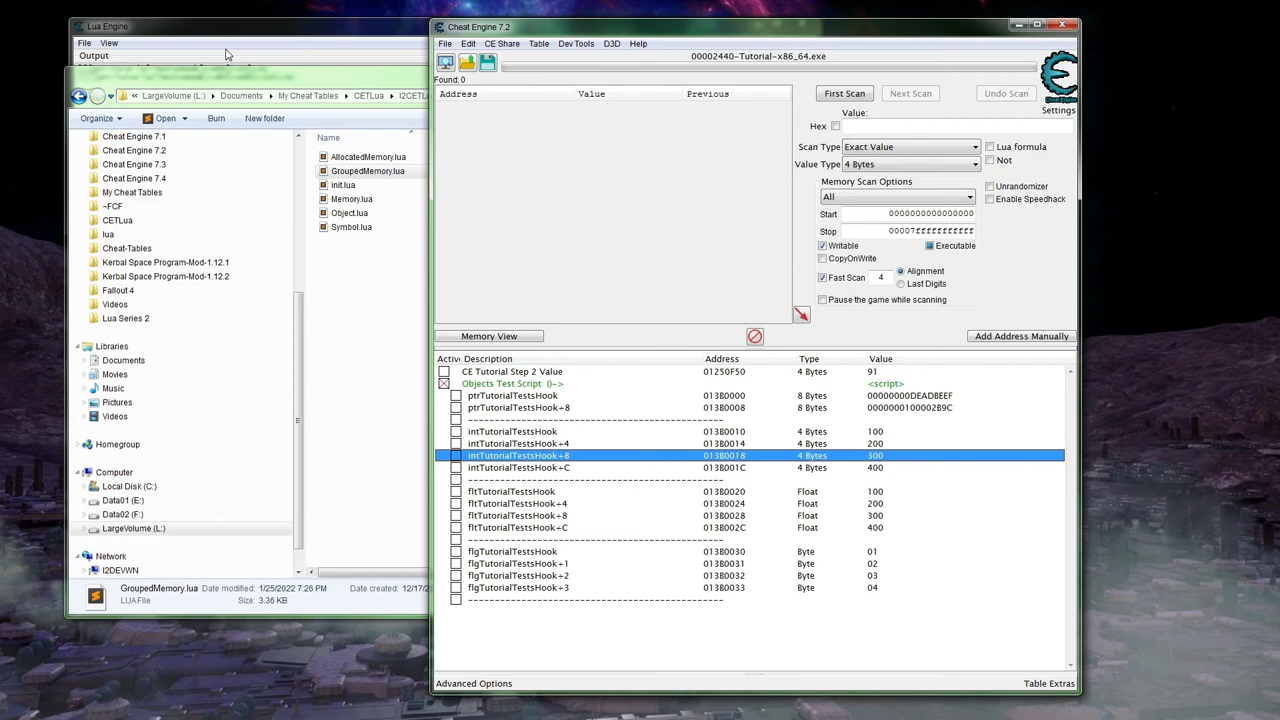 Lua Engine
File View
Output
« LargeVolume (L:) Documents My Cheat Tables CETLua I2CETL
Organize Open Burn New folder
Cheat Engine 7.1
Cheat Engine 7.2
Cheat Engine 7.3
Cheat Engine 7.4
My Cheat Tables
~FCF
CETLua
lua
Cheat-Tables
Kerbal Space Program-Mod-1.12.1
Kerbal Space Program-Mod-1.12.2
Fallout 4
Videos
Lua Series 2
Libraries
Documents
Movies
Music
Pictures
Videos
Homegroup
Computer
Local Disk (C:)
Data01 (E:)
Data02 (F:)
LargeVolume (L:)
Network
I2DEVWN
Name
AllocatedMemory.lua
GroupedMemory.lua
init.lua
Memory.lua
Object.lua
Symbol.lua
GroupedMemory.lua Date modified: 1/25/2022 7:26 PM Date created: 12/17/2
LUA File Size: 3.36 KB
Cheat Engine 7.2
File Edit CE Share Table Dev Tools D3D Help
00002440-Tutorial-x86_64.exe
Found: 0
Address Value Previous
First Scan Next Scan Undo Scan
Cheat Engine
Settings
Value:
Hex
Scan Type Exact Value Lua formula
Value Type 4 Bytes Not
Memory Scan Options
All
Unrandomizer
Enable Speedhack
Start 0000000000000000
Stop 00007fffffffffff
Writable Executable
CopyOnWrite
Fast Scan 4 Alignment
Last Digits
Pause the game while scanning
Memory View Add Address Manually
Active Description Address Type Value
CE Tutorial Step 2 Value 01250F50 4 Bytes 91
Objects Test Script ()-> <script>
ptrTutorialTestsHook 013B0000 8 Bytes 00000000DEADBEEF
ptrTutorialTestsHook+8 013B0008 8 Bytes 0000000100002B9C
------------------------------------------------
intTutorialTestsHook 013B0010 4 Bytes 100
intTutorialTestsHook+4 013B0014 4 Bytes 200
intTutorialTestsHook+8 013B0018 4 Bytes 300
intTutorialTestsHook+C 013B001C 4 Bytes 400
------------------------------------------------
fltTutorialTestsHook 013B0020 Float 100
fltTutorialTestsHook+4 013B0024 Float 200
fltTutorialTestsHook+8 013B0028 Float 300
fltTutorialTestsHook+C 013B002C Float 400
------------------------------------------------
flgTutorialTestsHook 013B0030 Byte 01
flgTutorialTestsHook+1 013B0031 Byte 02
flgTutorialTestsHook+2 013B0032 Byte 03
flgTutorialTestsHook+3 013B0033 Byte 04
------------------------------------------------
Advanced Options Table Extras